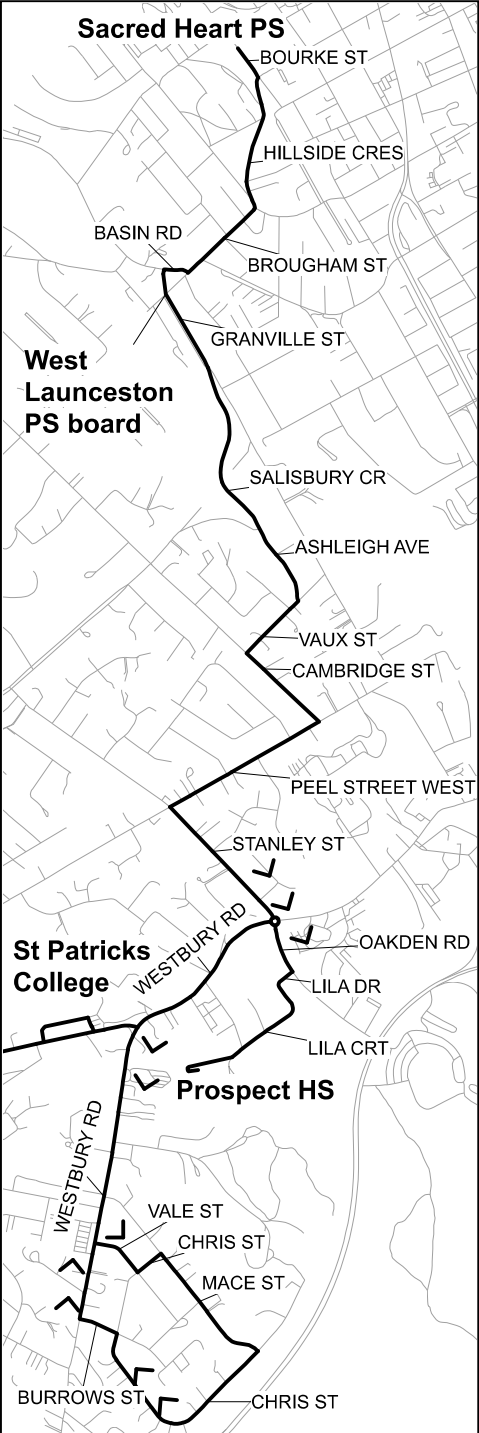 Sacred Heart PS
BOURKE ST
HILLSIDE CRES
BASIN RD
BROUGHAM ST
GRANVILLE ST
West
Launceston
PS board
SALISBURY CR
ASHLEIGH AVE
VAUX ST
CAMBRIDGE ST
PEEL STREET WEST
STANLEY ST
WESTBURY RD
OAKDEN RD
St Patricks
College
LILA DR
LILA CRT
Prospect HS
WESTBURY RD
VALE ST
CHRIS ST
MACE ST
BURROWS ST
CHRIS ST